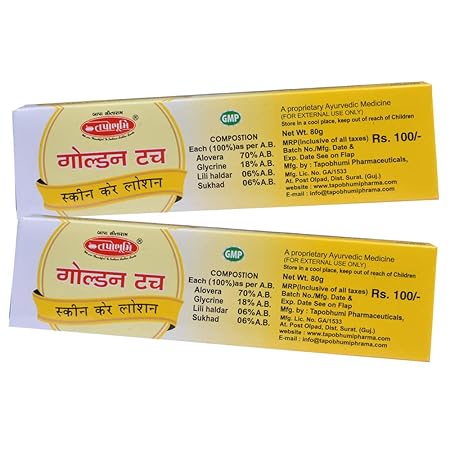 बापा सीताराम
तपोभूमि ®
गोल्डन टच
स्कीन केर लोशन
GMP
COMPOSTION
Each (100%)as per A.B.
Alovera 70% A.B.
Glycrine 18% A.B.
Lili haldar 06% A.B.
Sukhad 06% A.B.
A proprietary Ayurvedic Medicine
(FOR EXTERNAL USE ONLY)
Store in a cool place, keep out of reach of Children
Net Wt. 80g
MRP(Inclusive of all taxes) Rs. 100/-
Batch No./Mfg. Date &
Exp. Date See on Flap
Mfg. by : Tapobhumi Pharmaceuticals,
Mfg. Lic. No. GA/1533
At. Post Olpad, Dist. Surat. (Guj.)
website : www.tapobhumipharma.com
E-mail : info@tapobhumipharma.com
बापा सीताराम
तपोभूमि ®
गोल्डन टच
स्कीन केर लोशन
GMP
COMPOSTION
Each (100%)as per A.B.
Alovera 70% A.B.
Glycrine 18% A.B.
Lili haldar 06% A.B.
Sukhad 06% A.B.
A proprietary Ayurvedic Medicine
(FOR EXTERNAL USE ONLY)
Store in a cool place, keep out of reach of Children
Net Wt. 80g
MRP(Inclusive of all taxes) Rs. 100/-
Batch No./Mfg. Date &
Exp. Date See on Flap
Mfg. by : Tapobhumi Pharmaceuticals,
Mfg. Lic. No. GA/1533
At. Post Olpad, Dist. Surat. (Guj.)
E-mail : info@tapobhumiphrama.com